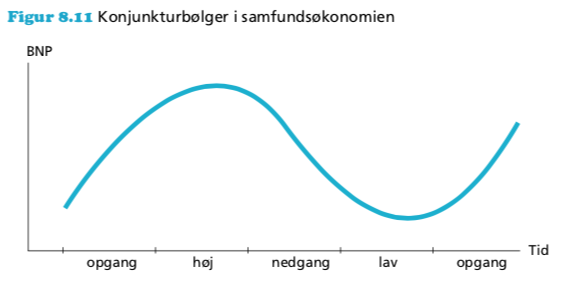 Figur 8.11 Konjunkturbølger i samfundsøkonomien
BNP
Tid
opgang høj nedgang lav opgang